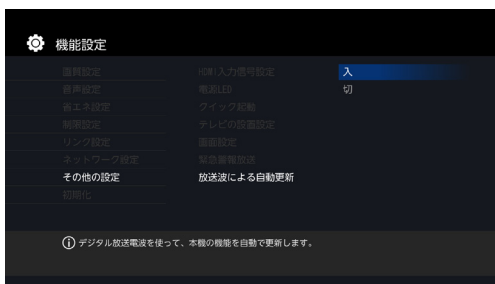 機能設定
画質設定
音声設定
省エネ設定
制限設定
リンク設定
ネットワーク設定
その他の設定
初期化
HDMI入力信号設定
電源LED
クイック起動
テレビの設置設定
画面設定
緊急警報放送
放送波による自動更新
入
切
デジタル放送電波を使って、本機の機能を自動で更新します。